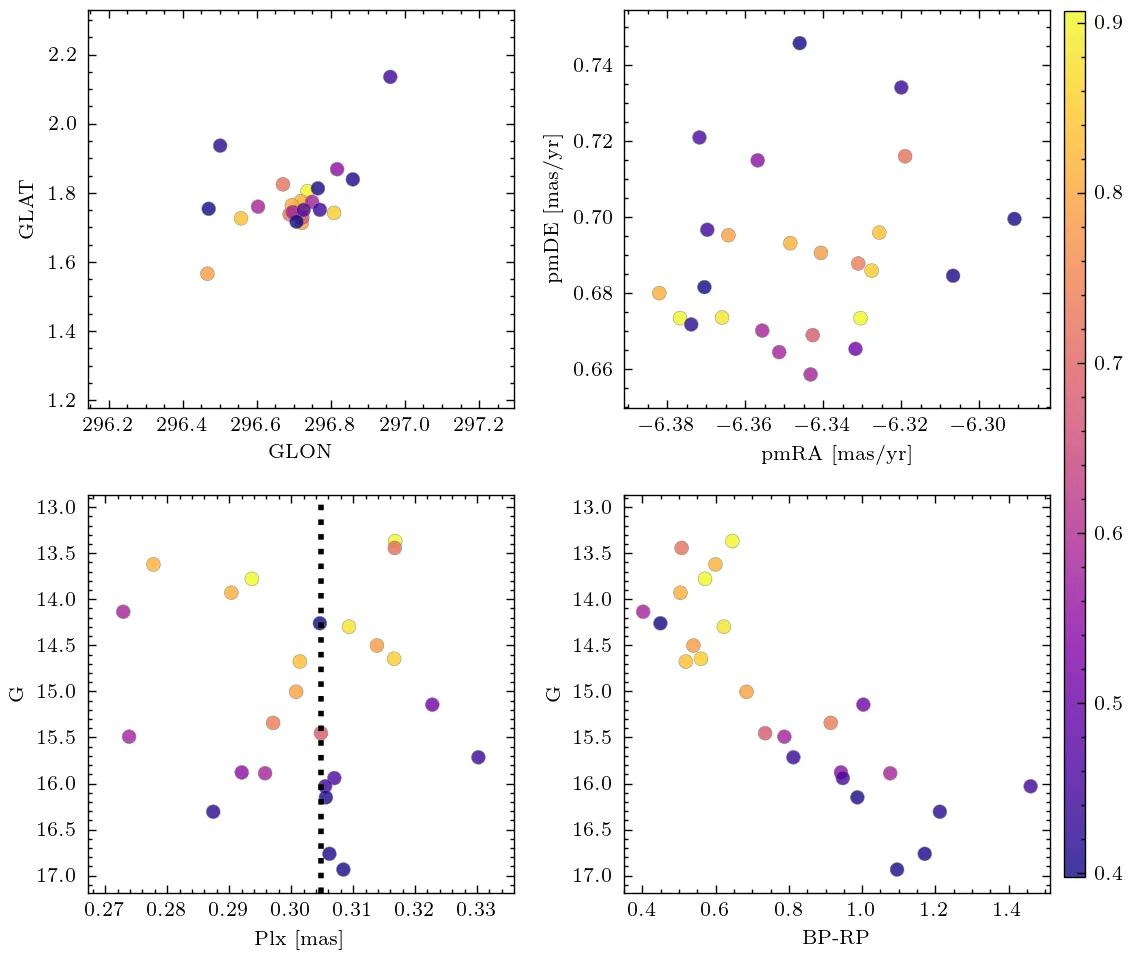 2.2
2.0
1.8
1.6
1.4
1.2
GLAT
296.2 296.4 296.6 296.8 297.0 297.2
GLON
0.74
0.72
0.70
0.68
0.66
pmDE [mas/yr]
−6.38 −6.36 −6.34 −6.32 −6.30
pmRA [mas/yr]
13.0
13.5
14.0
14.5
15.0
15.5
16.0
16.5
17.0
G
0.27 0.28 0.29 0.30 0.31 0.32 0.33
Plx [mas]
13.0
13.5
14.0
14.5
15.0
15.5
16.0
16.5
17.0
G
0.4 0.6 0.8 1.0 1.2 1.4
BP-RP
0.9
0.8
0.7
0.6
0.5
0.4